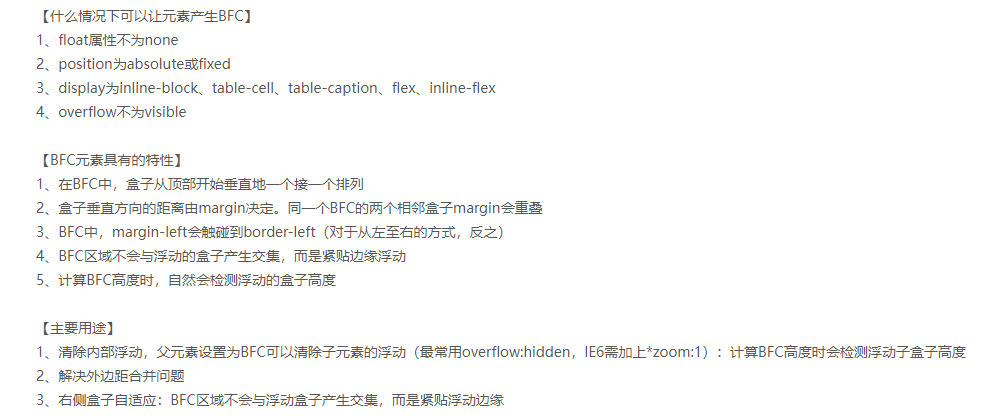 【什么情况下可以让元素产生BFC】
1、float属性不为none
2、position为absolute或fixed
3、display为inline-block、table-cell、table-caption、flex、inline-flex
4、overflow不为visible
【BFC元素具有的特性】
1、在BFC中，盒子从顶部开始垂直地一个接一个排列
2、盒子垂直方向的距离由margin决定。同一个BFC的两个相邻盒子margin会重叠
3、BFC中，margin-left会触碰到border-left（对于从左至右的方式，反之）
4、BFC区域不会与浮动的盒子产生交集，而是紧贴边缘浮动
5、计算BFC高度时，自然会检测浮动的盒子高度
【主要用途】
1、清除内部浮动，父元素设置为BFC可以清除子元素的浮动（最常用overflow:hidden，IE6需加上*zoom:1）：计算BFC高度时会检测浮动子盒子高度
2、解决外边距合并问题
3、右侧盒子自适应：BFC区域不会与浮动盒子产生交集，而是紧贴浮动边缘